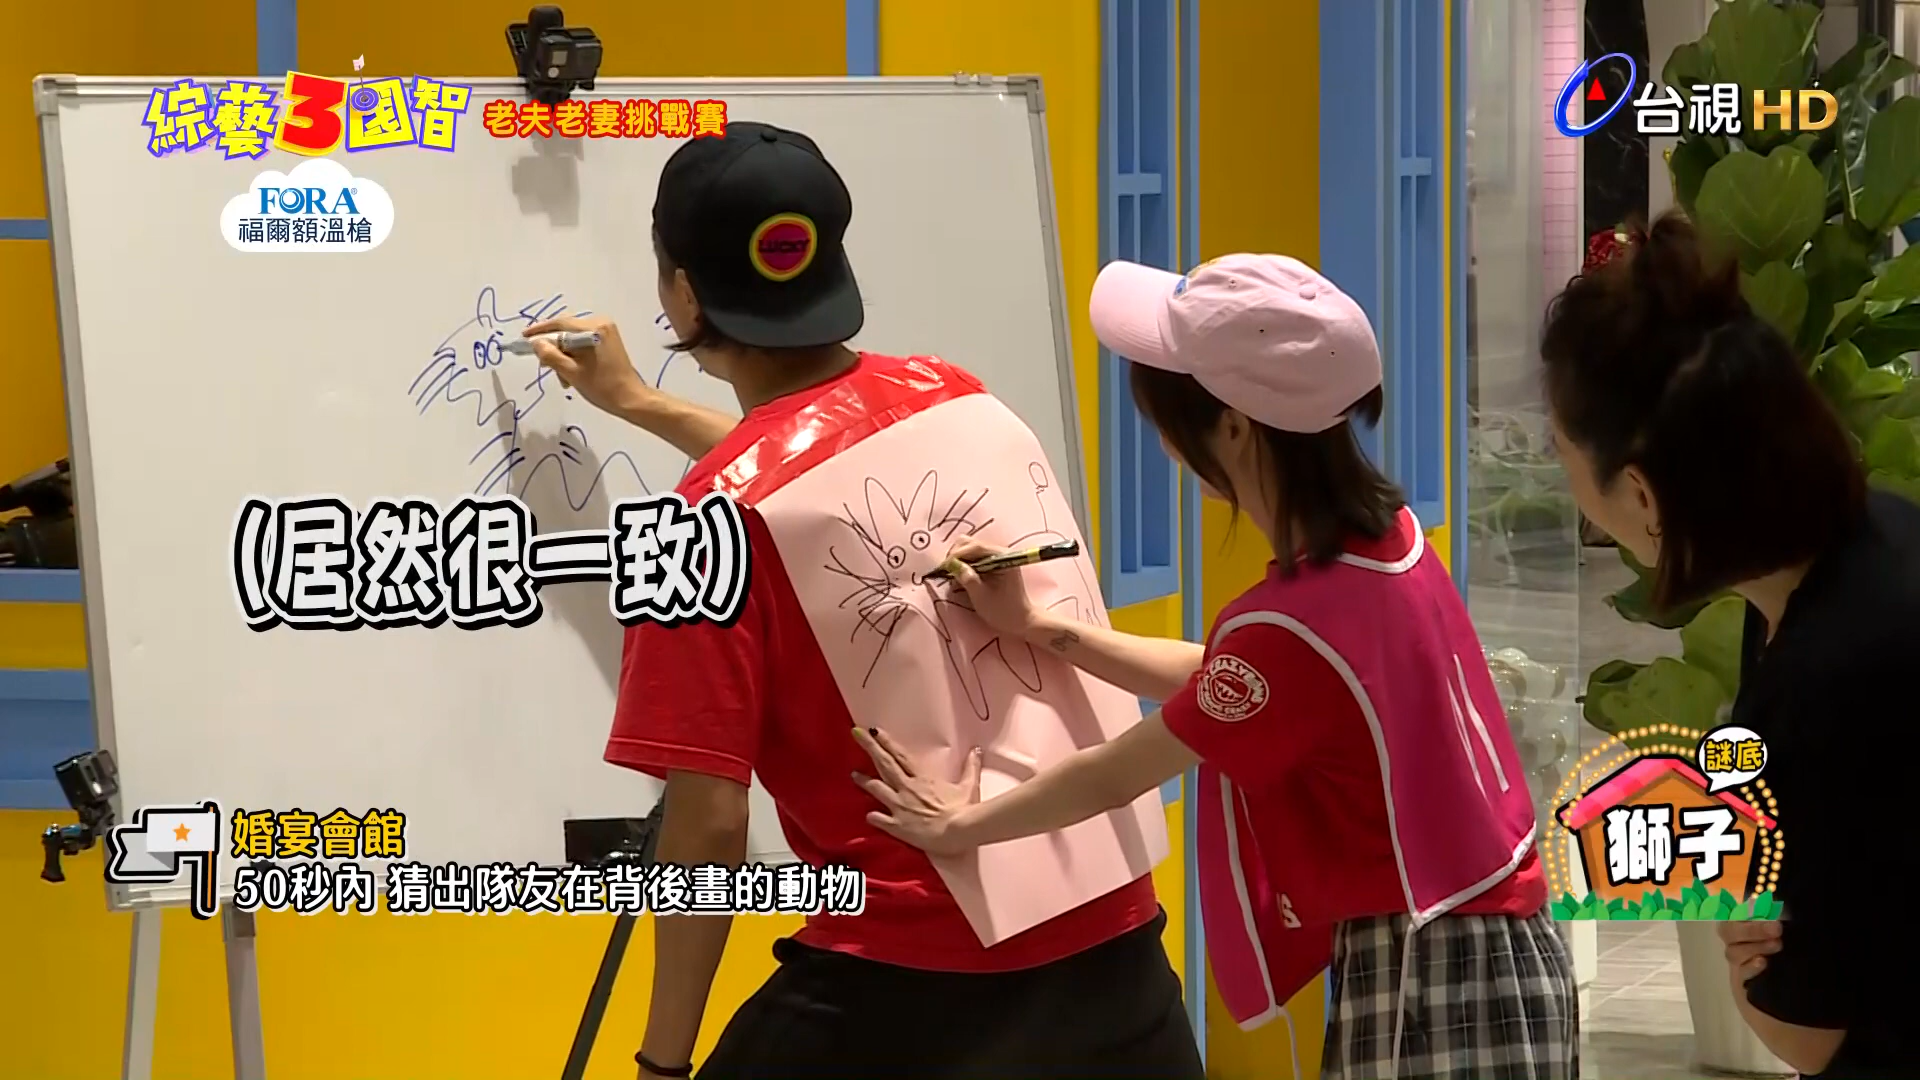 綜藝3國智 老夫老妻挑戰賽
FORA®
福爾額溫槍
台視HD
LUCKY
(居然很一致)
謎底
獅子
婚宴會館
50秒內 猜出隊友在背後畫的動物